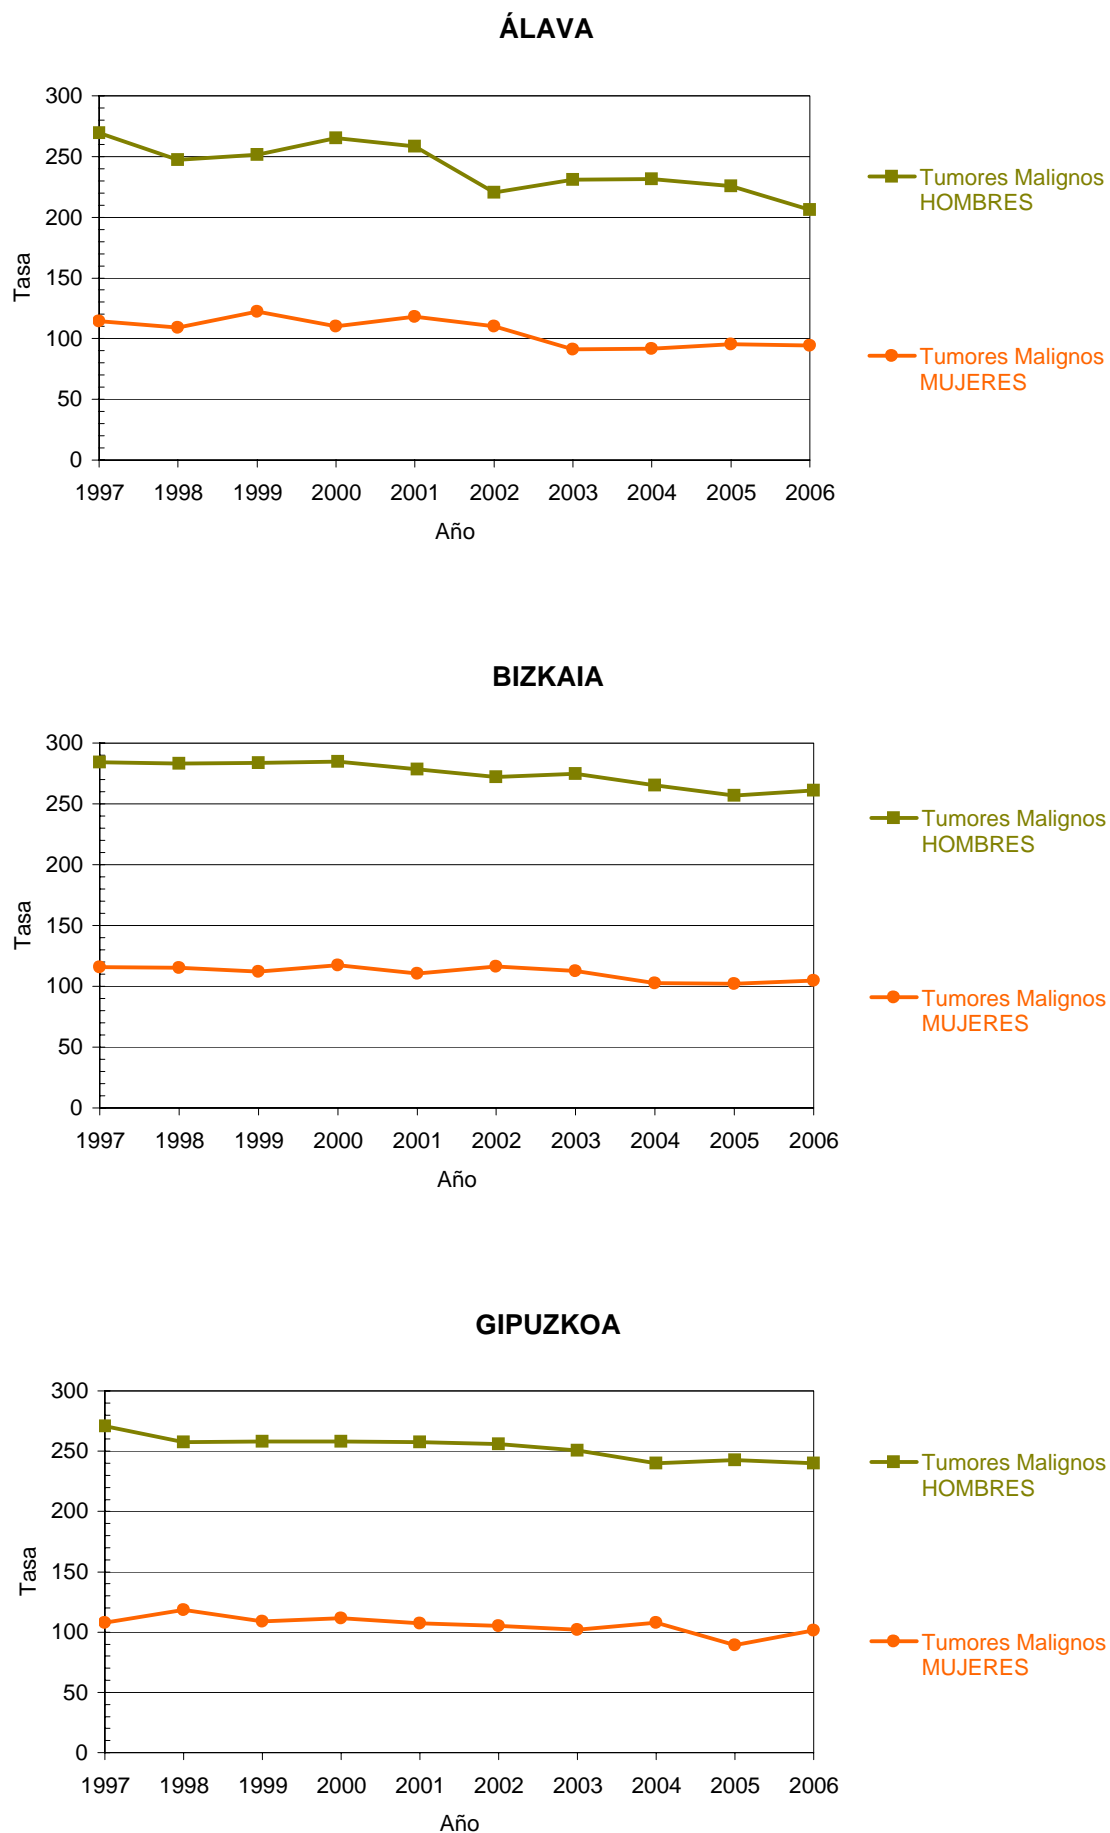 ÁLAVA
300
250
200
150
100
50
0
Tasa
1997 1998 1999 2000 2001 2002 2003 2004 2005 2006
Año
Tumores Malignos
HOMBRES
Tumores Malignos
MUJERES
BIZKAIA
300
250
200
150
100
50
0
Tasa
1997 1998 1999 2000 2001 2002 2003 2004 2005 2006
Año
Tumores Malignos
HOMBRES
Tumores Malignos
MUJERES
GIPUZKOA
300
250
200
150
100
50
0
Tasa
1997 1998 1999 2000 2001 2002 2003 2004 2005 2006
Año
Tumores Malignos
HOMBRES
Tumores Malignos
MUJERES